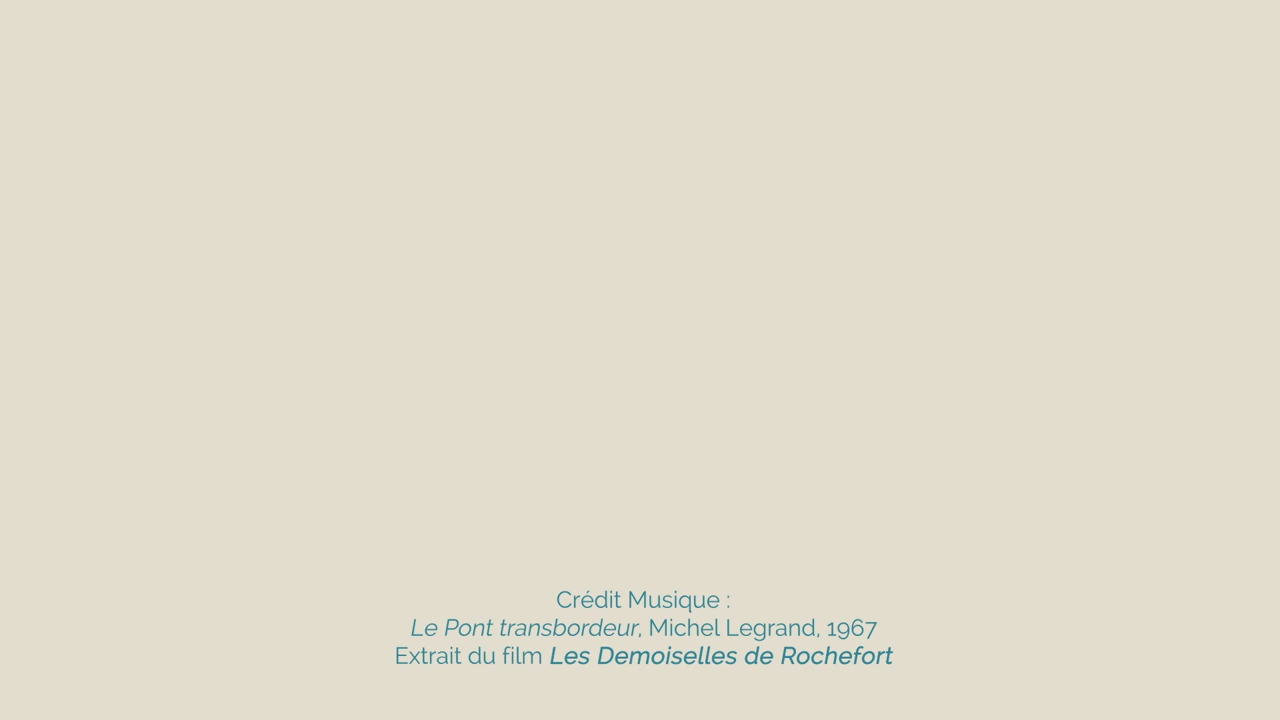 Crédit Musique :
Le Pont transbordeur, Michel Legrand, 1967
Extrait du film Les Demoiselles de Rochefort